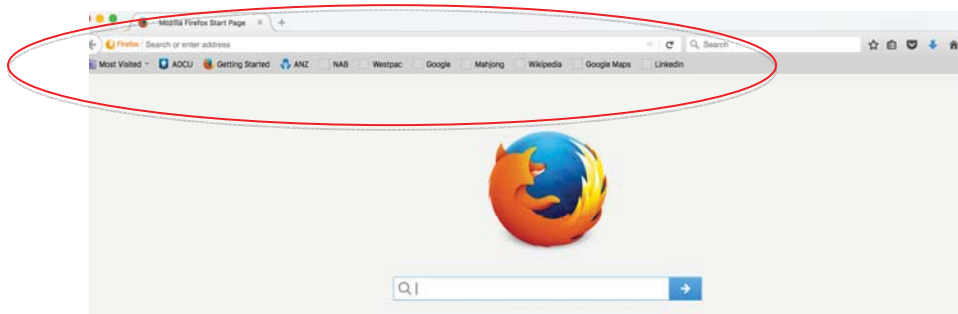 Mozilla Firefox Start Page
Firefox Search or enter address Search
Most Visited ADCU Getting Started ANZ NAB Westpac Google Mahjong Wikipedia Google Maps Linkedin